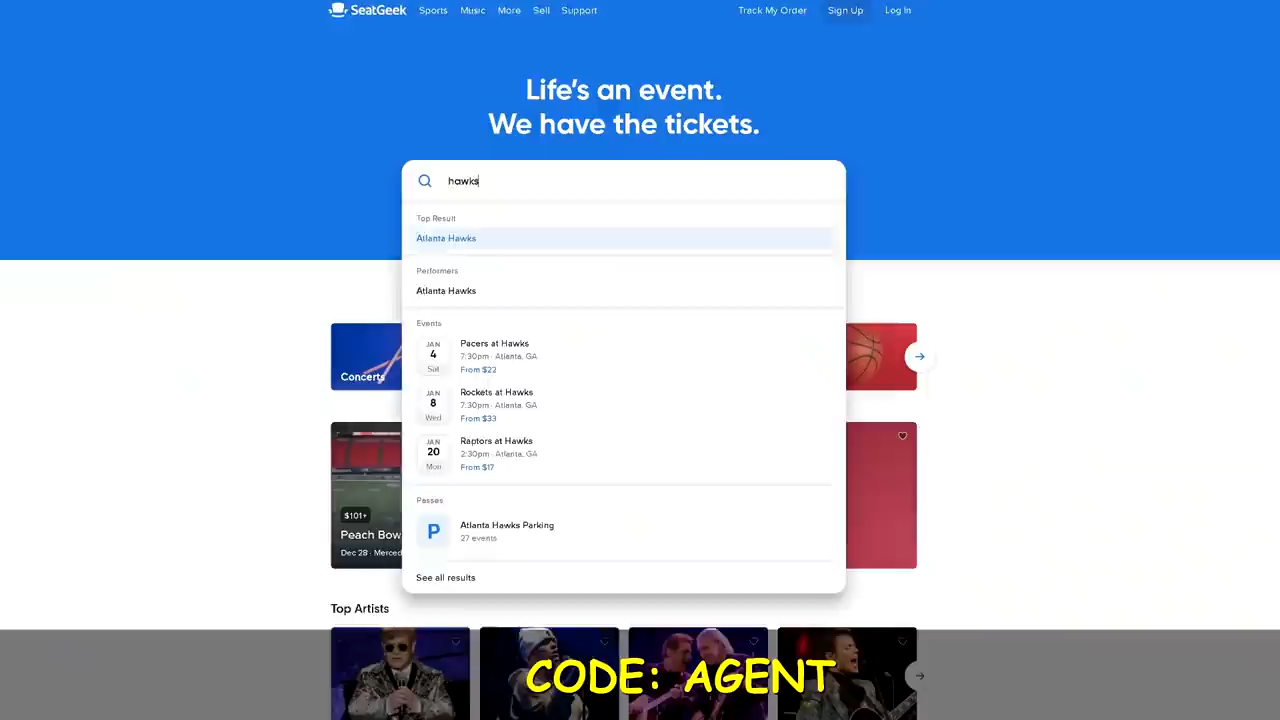 SeatGeek Sports Music More Sell Support Track My Order Sign Up Log In
Life's an event.
We have the tickets.
hawks
Top Result
Atlanta Hawks
Performers
Atlanta Hawks
Events
JAN
4
Sat
Pacers at Hawks
7:30pm · Atlanta, GA
From $22
JAN
8
Wed
Rockets at Hawks
7:30pm · Atlanta, GA
From $33
JAN
20
Mon
Raptors at Hawks
2:30pm · Atlanta, GA
From $17
Passes
P
Atlanta Hawks Parking
27 events
See all results
Concerts
$101+
Peach Bow
Dec 28 · Merced
Top Artists
CODE: AGENT